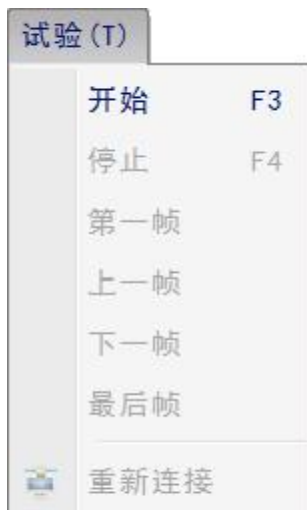 试验(T)
开始 F3
停止 F4
第一帧
上一帧
下一帧
最后帧
重新连接